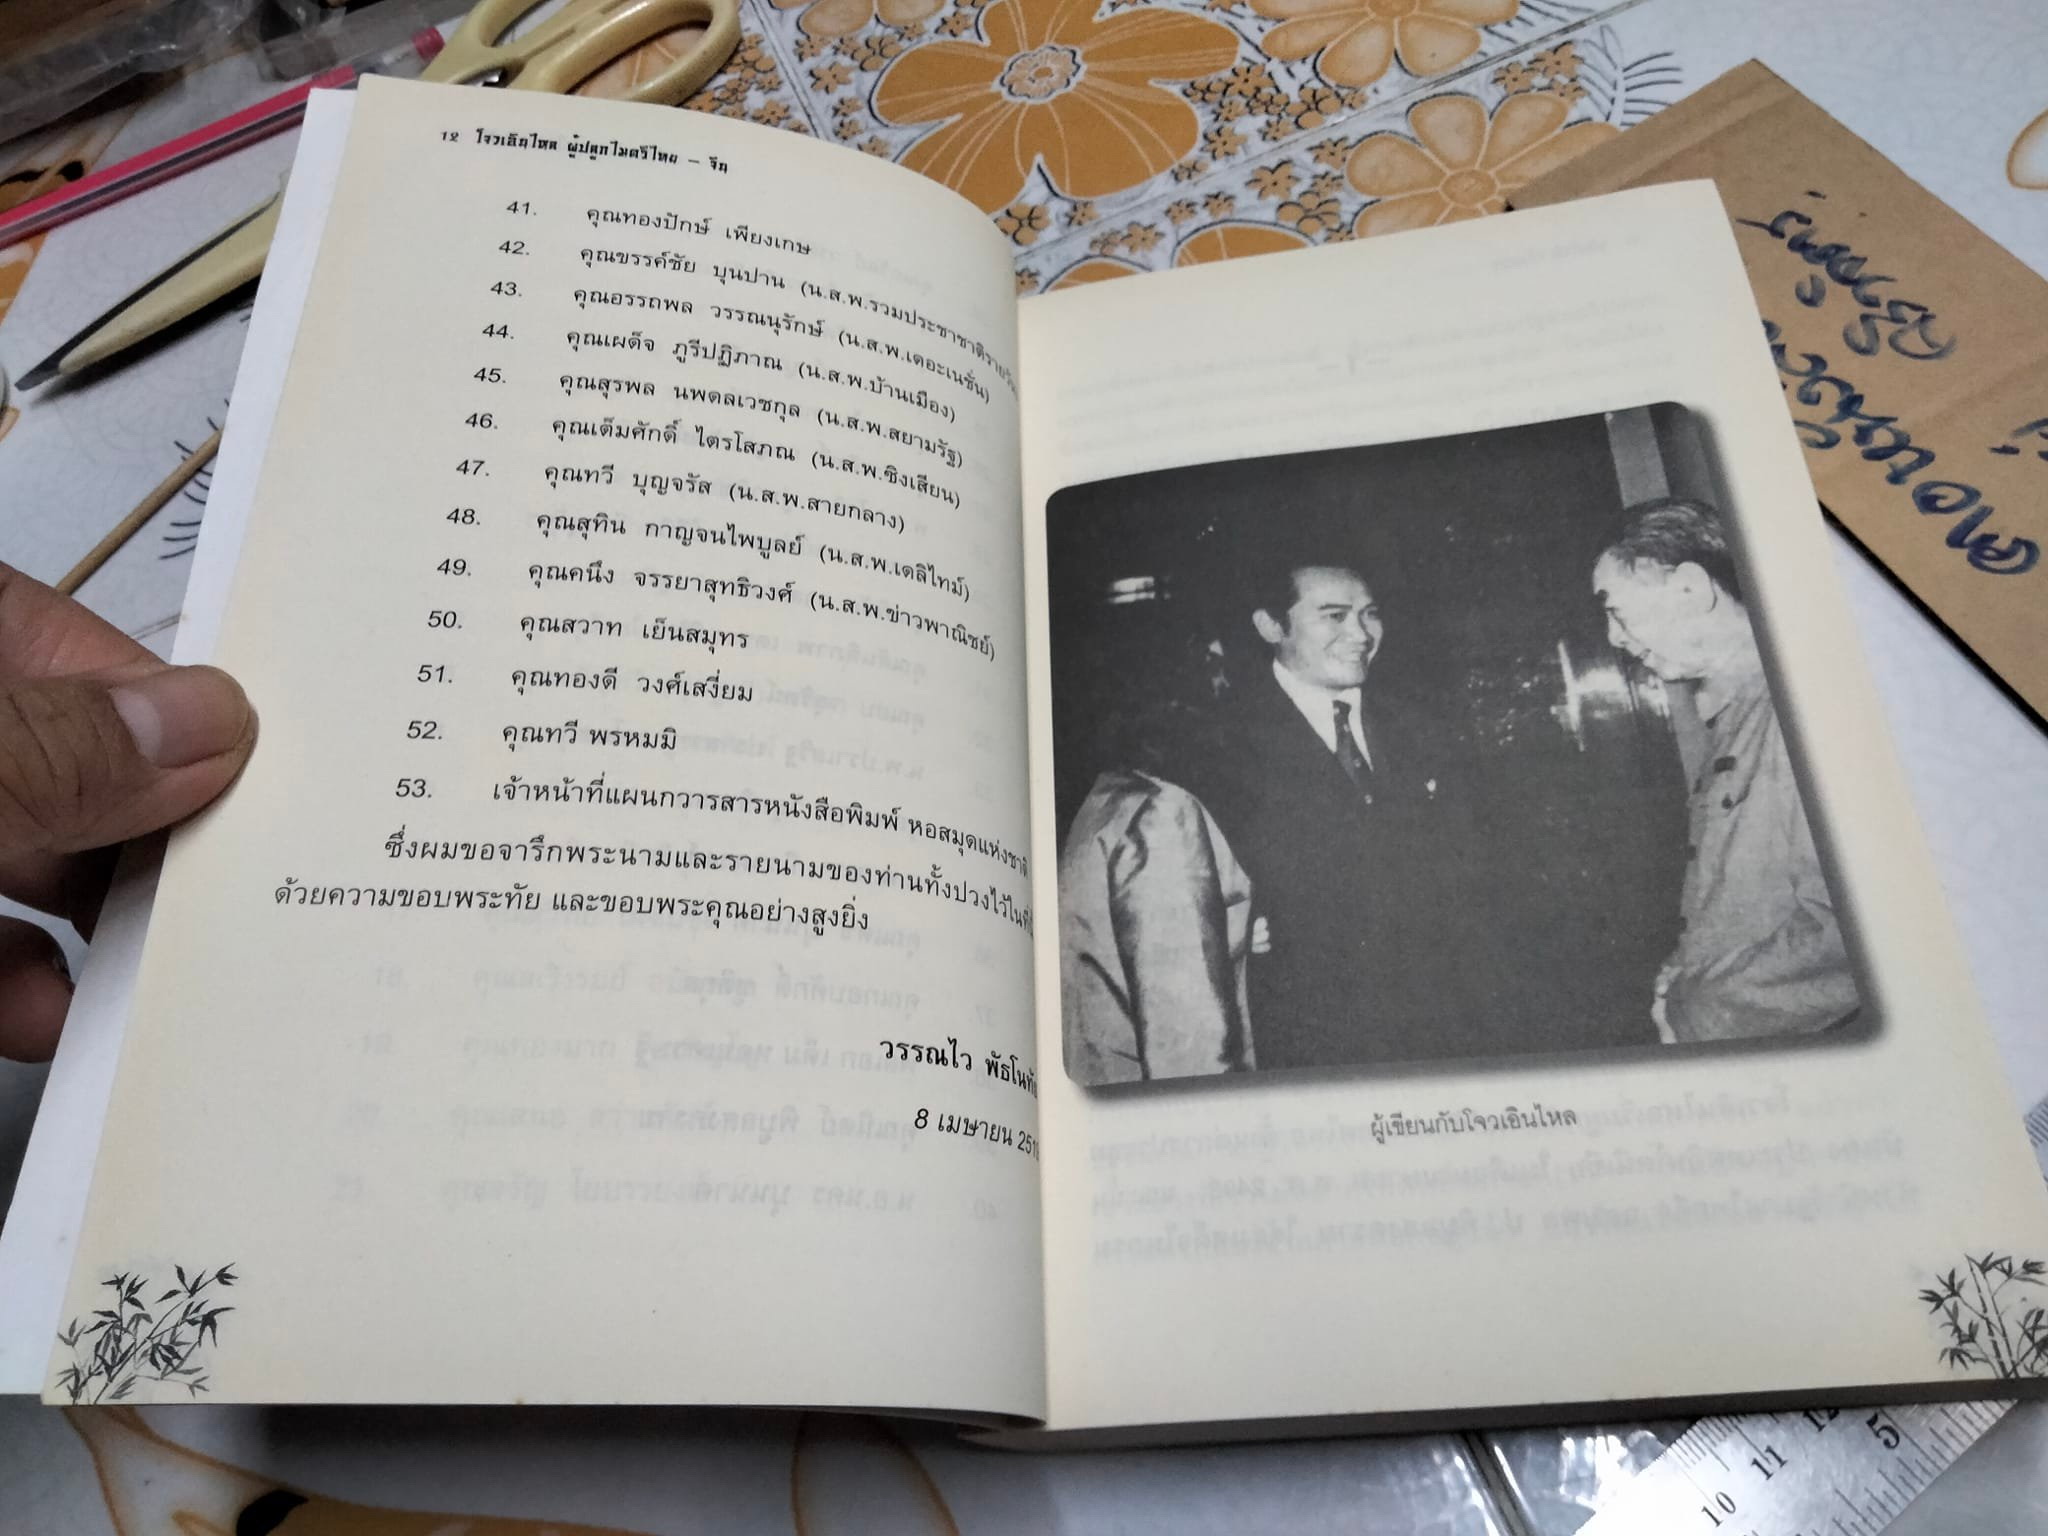 12 โจวเอินไหล ผู้ปลูกไมตรีไทย – จีน
41. คุณทองปักษ์ เพียงเกษ
42. คุณขรรค์ชัย บุนปาน (น.ส.พ.รวมประชาชาติรายวัน
43. คุณอรรถพล วรรณนุรักษ์ (น.ส.พ.เดอะเนชั่น)
44. คุณเผด็จ ภูรีปฏิภาณ (น.ส.พ.บ้านเมือง)
45. คุณสุรพล นพดลเวชกุล (น.ส.พ.สยามรัฐ)
46. คุณเต็มศักดิ์ ไตรโสภณ (น.ส.พ.ซิงเสียน)
47. คุณทวี บุญจรัส (น.ส.พ.สายกลาง)
48. คุณสุทิน กาญจนไพบูลย์ (น.ส.พ.เดลิไทม์)
49. คุณคนึง จรรยาสุทธิวงศ์ (น.ส.พ.ข่าวพาณิชย์)
50. คุณสวาท เย็นสมุทร
51. คุณทองดี วงศ์เสงี่ยม
52. คุณทวี พรหมมิ
53. เจ้าหน้าที่แผนกวารสารหนังสือพิมพ์ หอสมุดแห่งชาติ
ซึ่งผมขอจารึกพระนามและรายนามของท่านทั้งปวงไว้ในที่
ด้วยความขอบพระทัย และขอบพระคุณอย่างสูงยิ่ง
วรรณไว พัธโนทัย
8 เมษายน 251
ผู้เขียนกับโจวเอินไหล
10 11 12 5